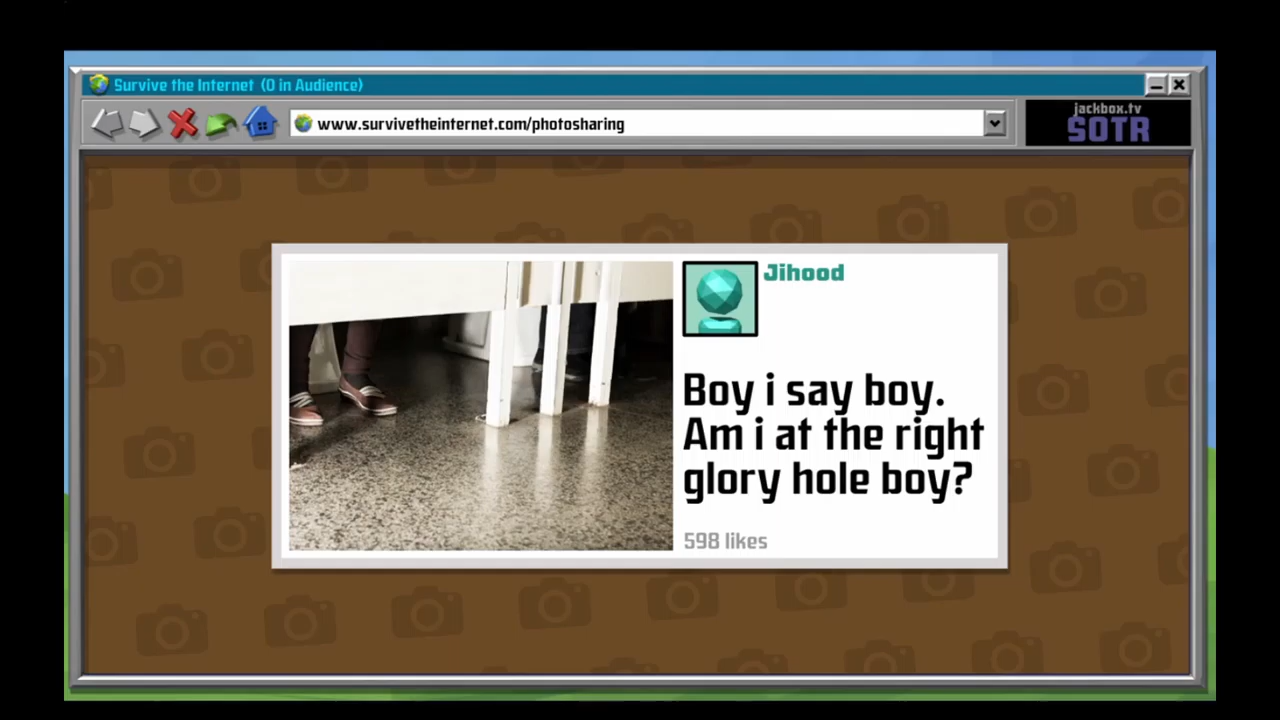 Survive the Internet (0 in Audience)
www.survivetheinternet.com/photosharing
jackbox.tv
SOTR
Jihood
Boy i say boy.
Am i at the right
glory hole boy?
598 likes